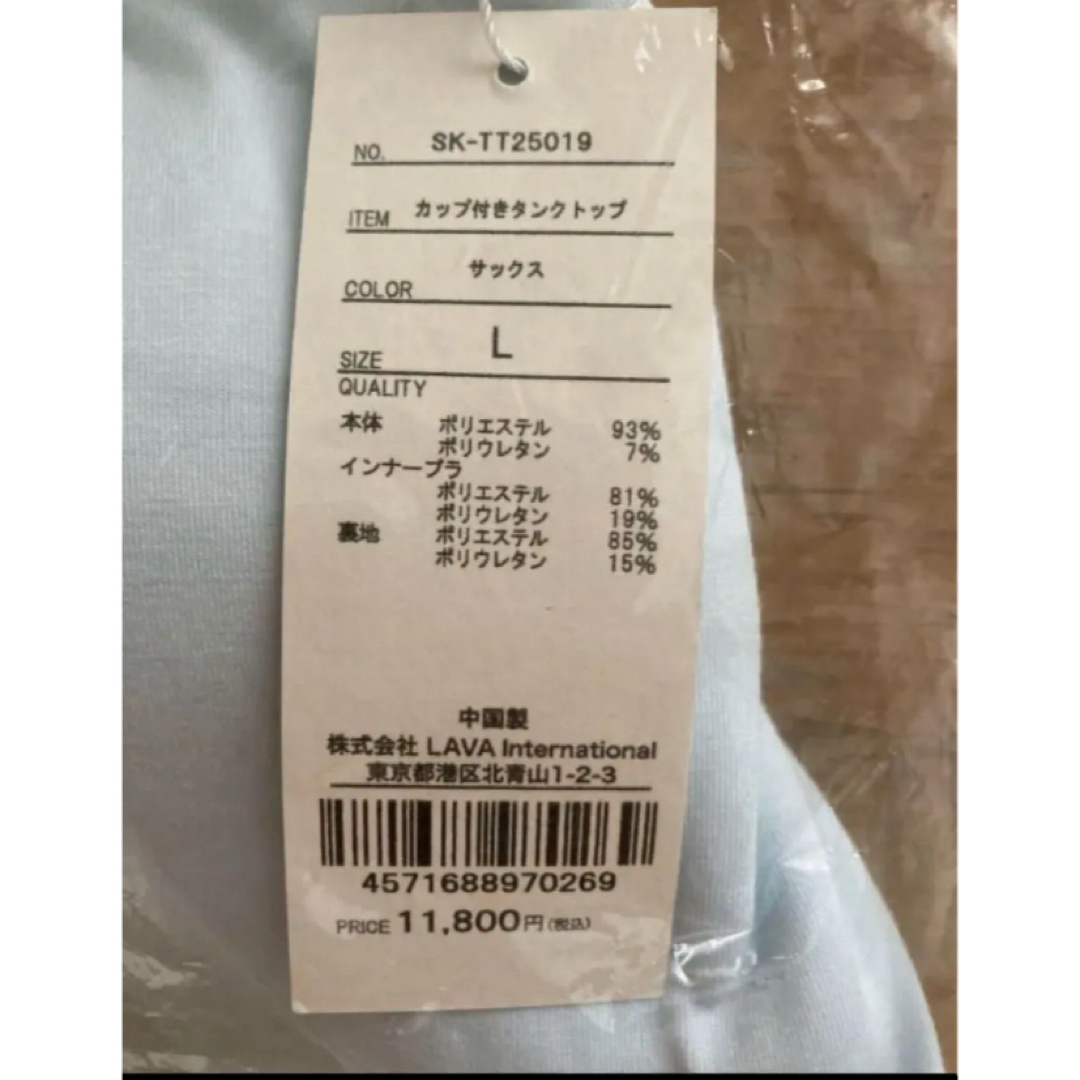 NO. SK-TT25019
ITEM カップ付きタンクトップ
COLOR サックス
SIZE L
QUALITY
本体 ポリエステル 93%
ポリウレタン 7%
インナーブラ
ポリエステル 81%
ポリウレタン 19%
裏地 ポリエステル 85%
ポリウレタン 15%
中国製
株式会社 LAVA International
東京都港区北青山1-2-3
4571688970269
PRICE 11,800円(税込)